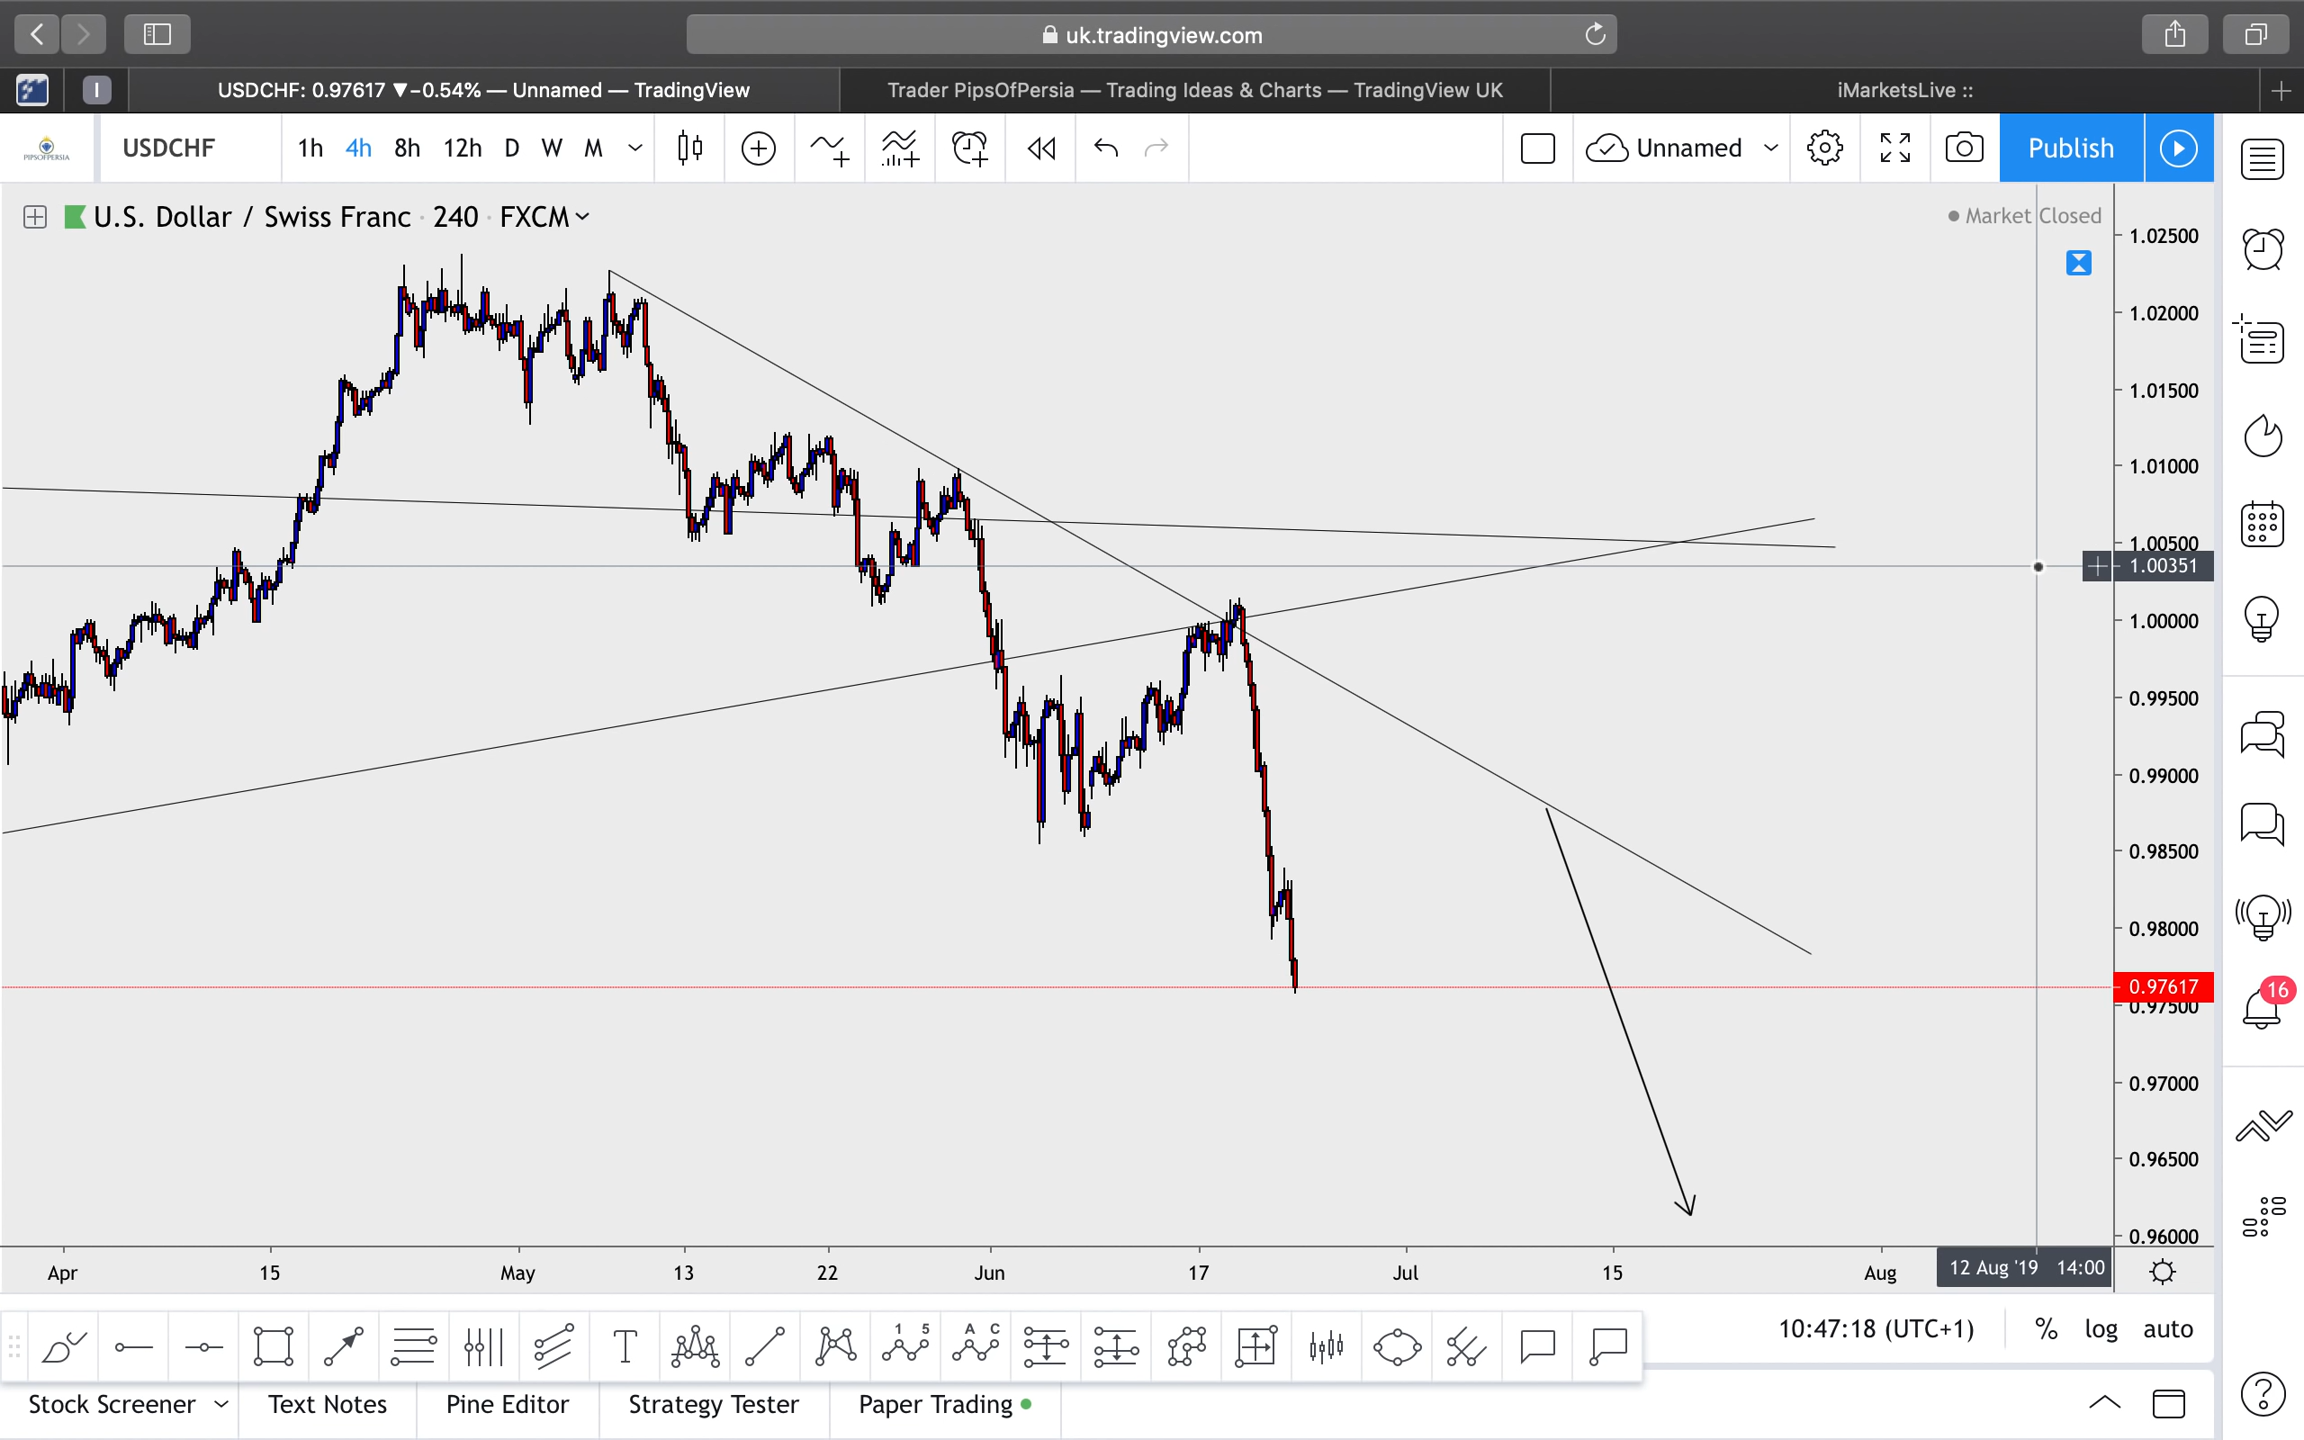 uk.tradingview.com
I
USDCHF: 0.97617 ▼−0.54% — Unnamed — TradingView
Trader PipsOfPersia — Trading Ideas & Charts — TradingView UK
iMarketsLive ::
PIPSOFPERSIA
USDCHF
1h 4h 8h 12h D W M
Unnamed
Publish
U.S. Dollar / Swiss Franc · 240 · FXCM
Market Closed
1.02500
1.02000
1.01500
1.01000
1.00500
1.00351
1.00000
0.99500
0.99000
0.98500
0.98000
0.97617
0.97500
0.97000
0.96500
0.96000
16
Apr 15 May 13 22 Jun 17 Jul 15 Aug
12 Aug '19 14:00
T
1 5
A C
10:47:18 (UTC+1)
% log auto
Stock Screener
Text Notes
Pine Editor
Strategy Tester
Paper Trading